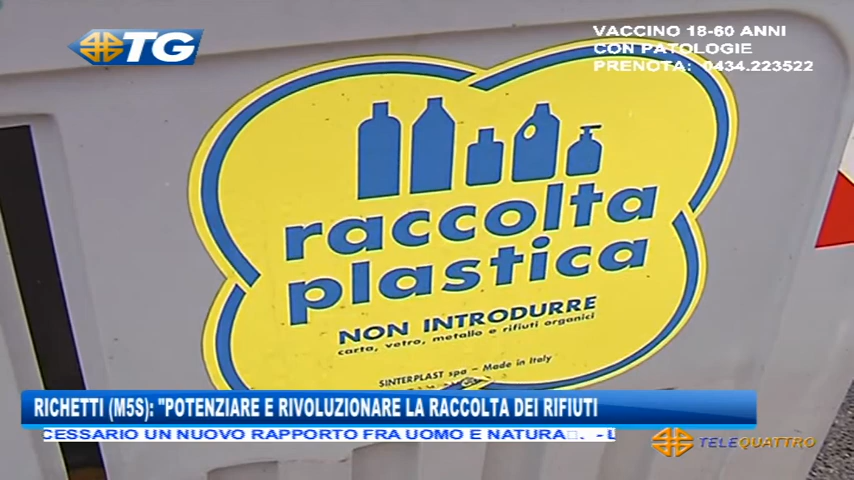 TG
VACCINO 18-60 ANNI
CON PATOLOGIE
PRENOTA: 0434.223522
raccolta
plastica
NON INTRODURRE
carta, vetro, metallo e rifiuti organici
SINTERPLAST spa - Made in Italy
RICHETTI (M5S): "POTENZIARE E RIVOLUZIONARE LA RACCOLTA DEI RIFIUTI
CESSARIO UN NUOVO RAPPORTO FRA UOMO E NATURA□. - L
TELEQUATTRO